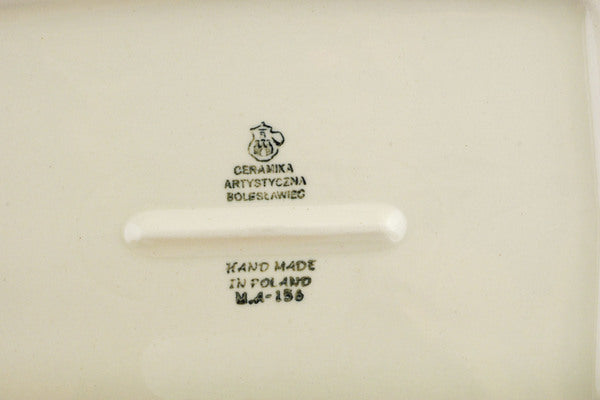 CERAMIKA
ARTYSTYCZNA
BOLESŁAWIEC
HAND MADE
IN POLAND
M.A-156